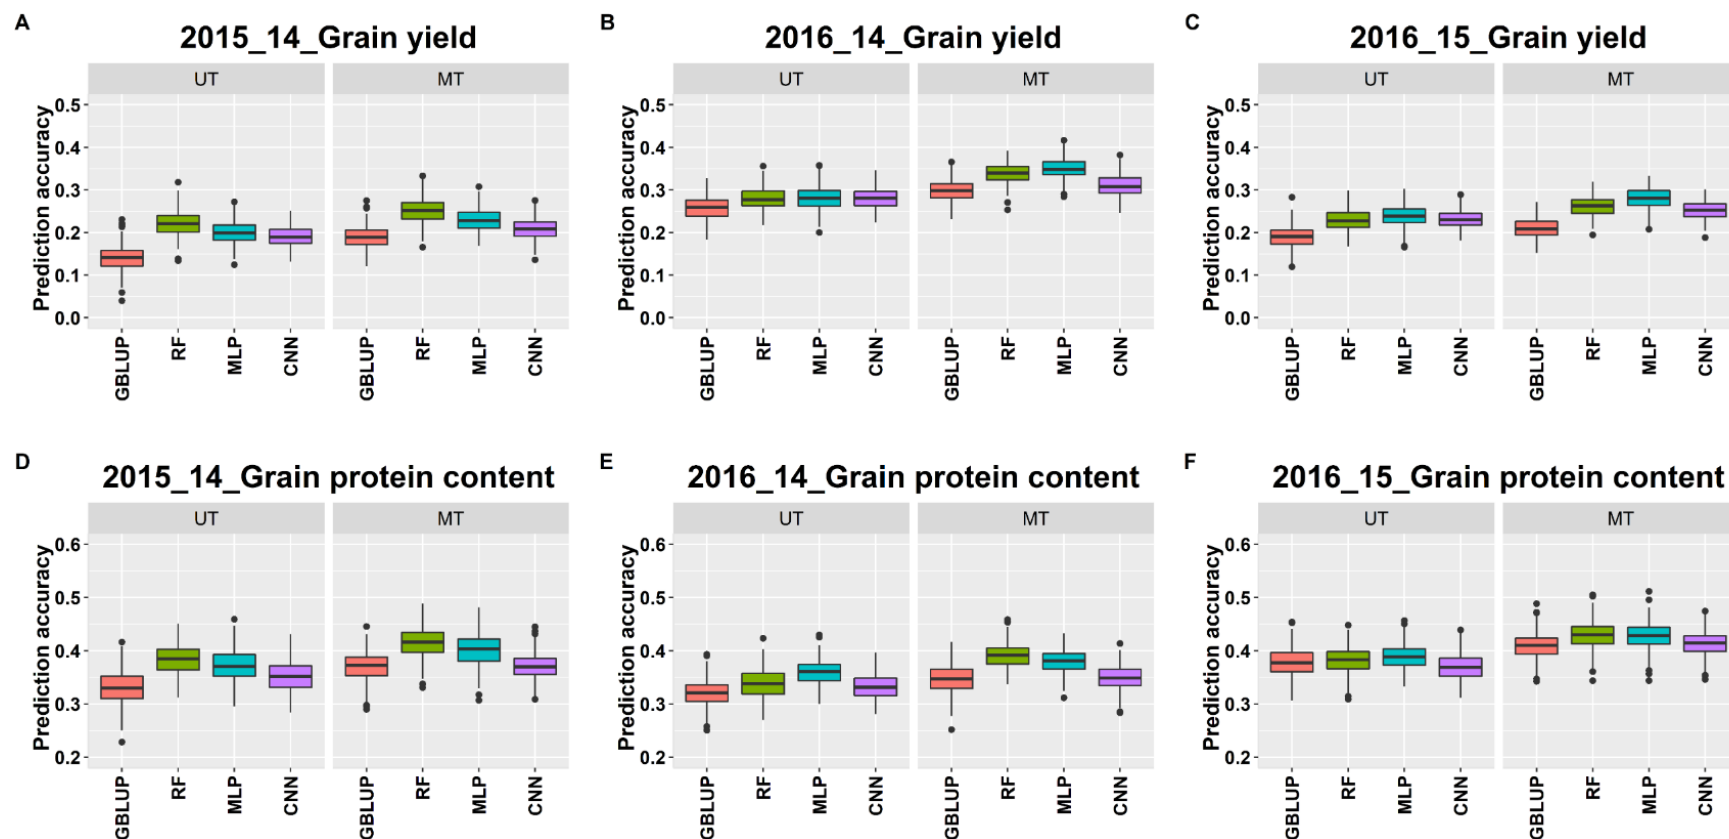 A
2015_14_Grain yield
UT
MT
Prediction accuracy
0.5
0.4
0.3
0.2
0.1
0.0
GBLUP
RF
MLP
CNN
GBLUP
RF
MLP
CNN
B
2016_14_Grain yield
UT
MT
Prediction accuracy
0.5
0.4
0.3
0.2
0.1
0.0
GBLUP
RF
MLP
CNN
GBLUP
RF
MLP
CNN
C
2016_15_Grain yield
UT
MT
Prediction accuracy
0.5
0.4
0.3
0.2
0.1
0.0
GBLUP
RF
MLP
CNN
GBLUP
RF
MLP
CNN
D
2015_14_Grain protein content
UT
MT
Prediction accuracy
0.6
0.5
0.4
0.3
0.2
GBLUP
RF
MLP
CNN
GBLUP
RF
MLP
CNN
E
2016_14_Grain protein content
UT
MT
Prediction accuracy
0.6
0.5
0.4
0.3
0.2
GBLUP
RF
MLP
CNN
GBLUP
RF
MLP
CNN
F
2016_15_Grain protein content
UT
MT
Prediction accuracy
0.6
0.5
0.4
0.3
0.2
GBLUP
RF
MLP
CNN
GBLUP
RF
MLP
CNN